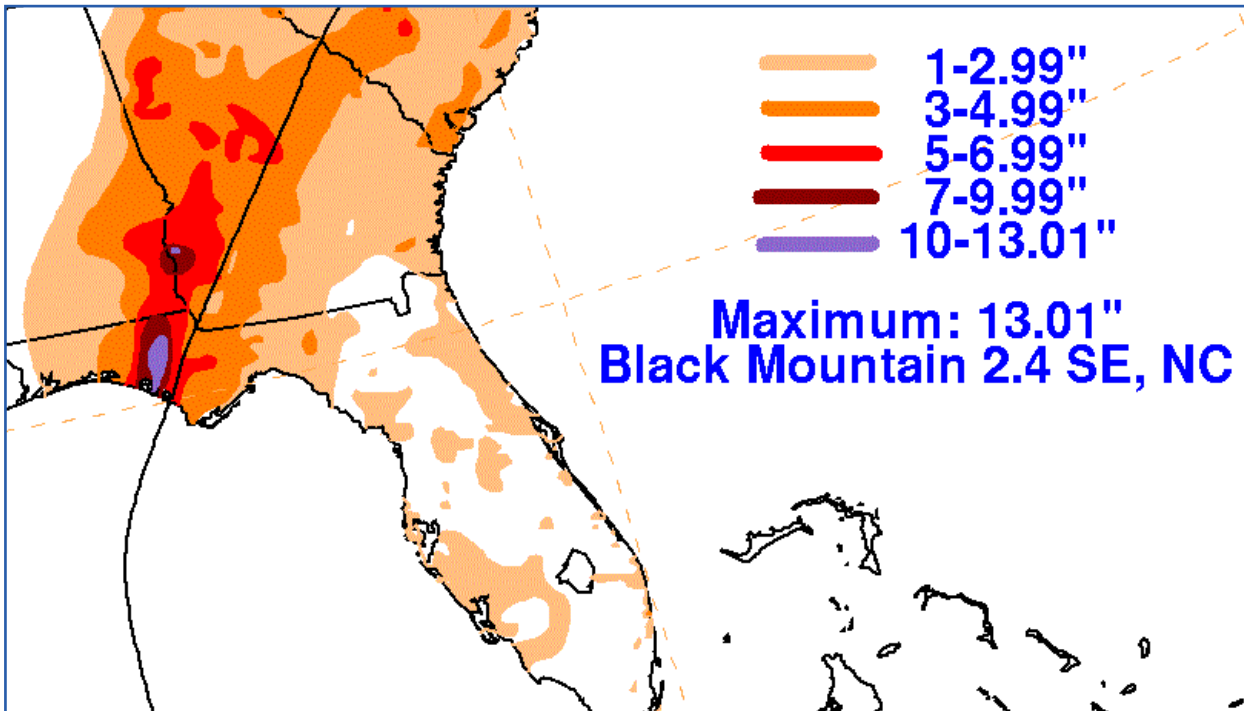 1-2.99"
3-4.99"
5-6.99"
7-9.99"
10-13.01"
Maximum: 13.01"
Black Mountain 2.4 SE, NC